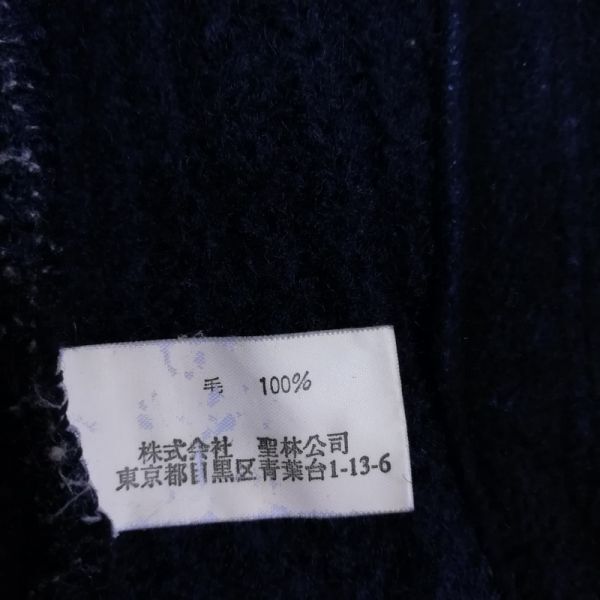 毛 100%
株式会社 聖林公司
東京都目黒区青葉台1-13-6